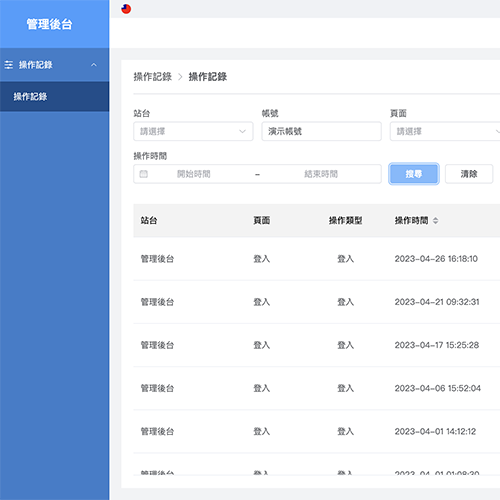 管理後台
操作記錄
操作記錄
操作記錄 > 操作記錄
站台 帳號 頁面
請選擇 演示帳號 請選擇
操作時間
開始時間 – 結束時間 搜尋 清除
站台 頁面 操作類型 操作時間
管理後台 登入 登入 2023-04-26 16:18:10
管理後台 登入 登入 2023-04-21 09:32:31
管理後台 登入 登入 2023-04-17 15:25:28
管理後台 登入 登入 2023-04-06 15:52:04
管理後台 登入 登入 2023-04-01 14:12:12
管理後台 登入 登入 2023-04-01 01:08:30